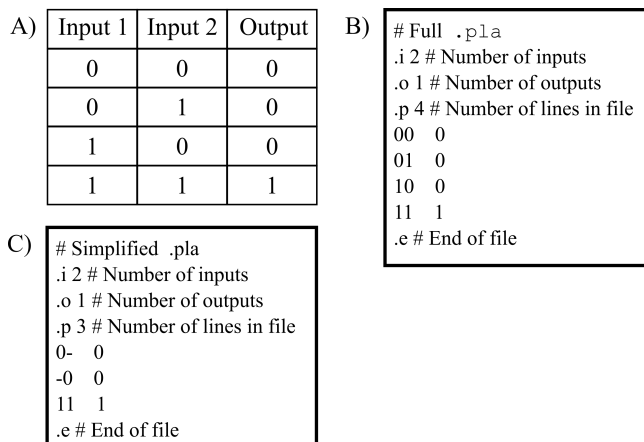 A)
Input 1 Input 2 Output
0 0 0
0 1 0
1 0 0
1 1 1
B)
# Full .pla
.i 2 # Number of inputs
.o 1 # Number of outputs
.p 4 # Number of lines in file
00 0
01 0
10 0
11 1
.e # End of file
C)
# Simplified .pla
.i 2 # Number of inputs
.o 1 # Number of outputs
.p 3 # Number of lines in file
0- 0
-0 0
11 1
.e # End of file